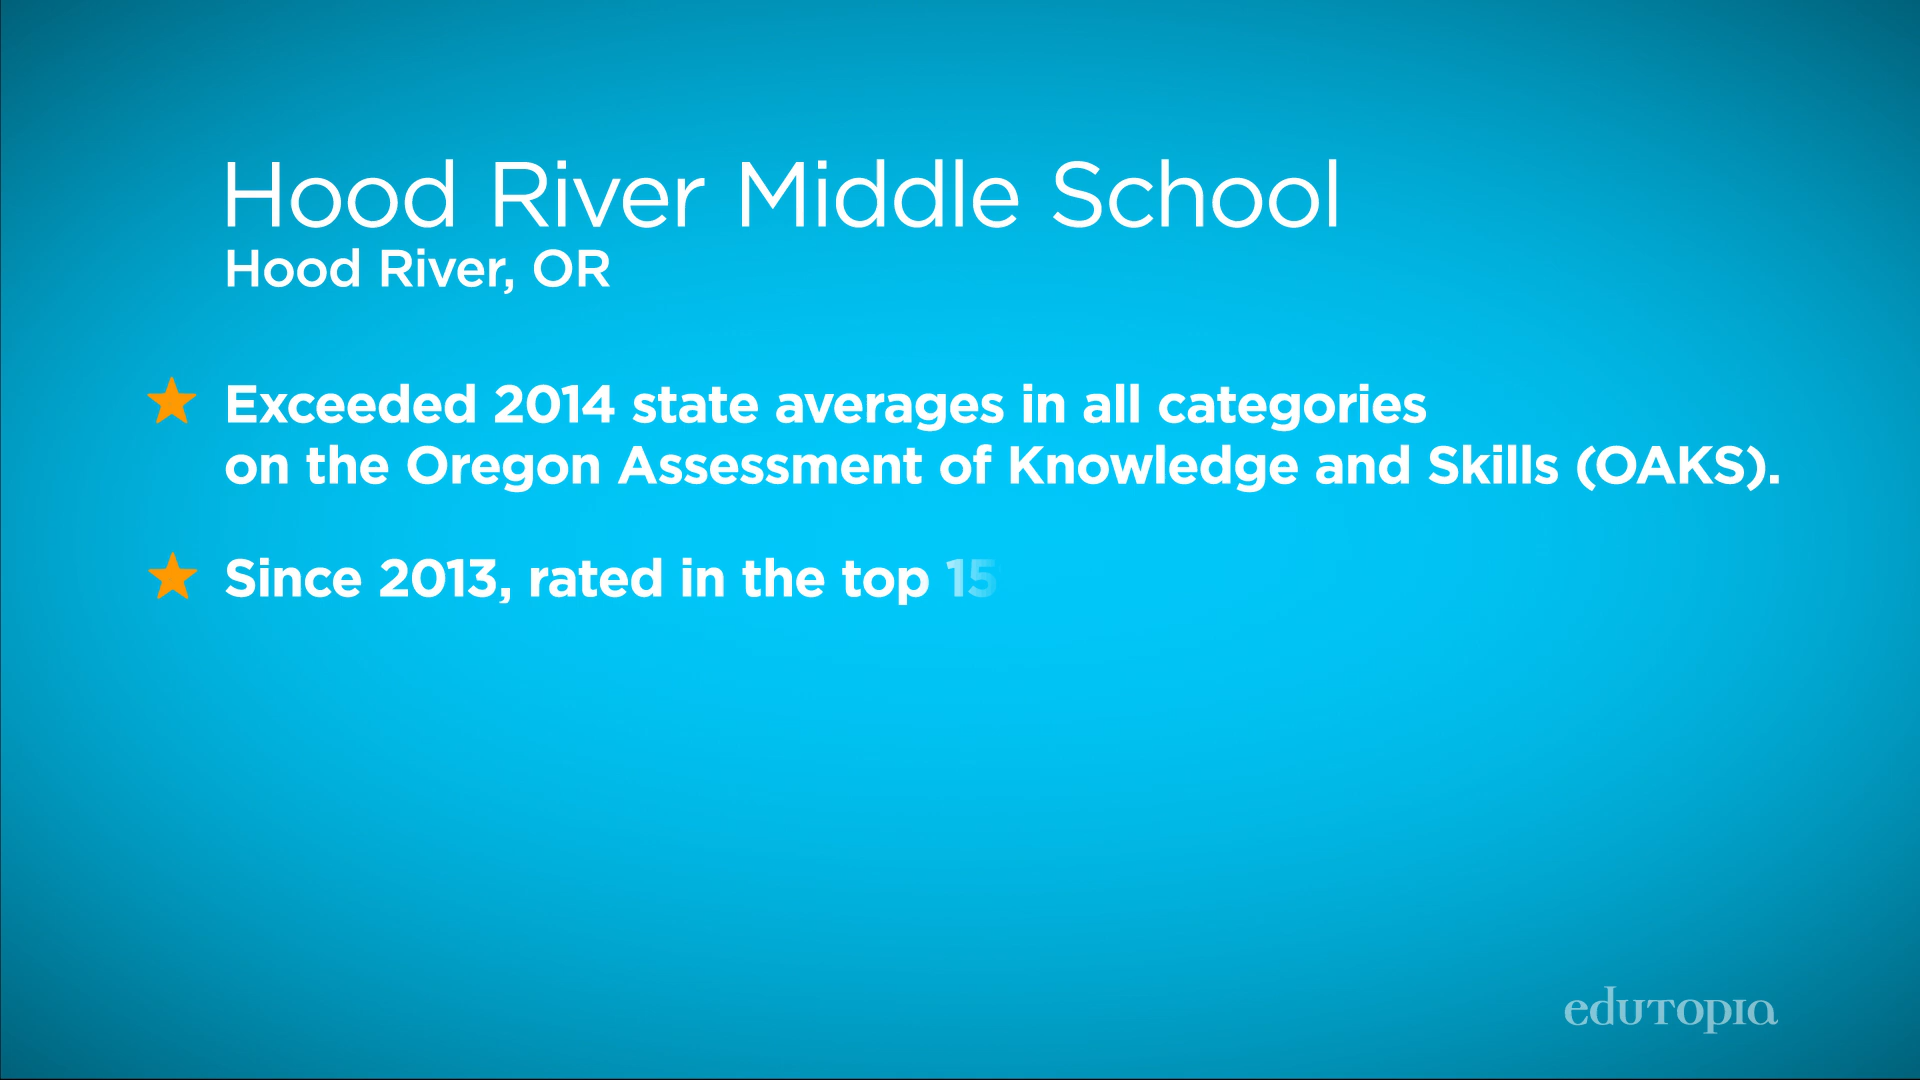 Hood River Middle School
Hood River, OR
Exceeded 2014 state averages in all categories
on the Oregon Assessment of Knowledge and Skills (OAKS).
Since 2013, rated in the top 15
edutopia